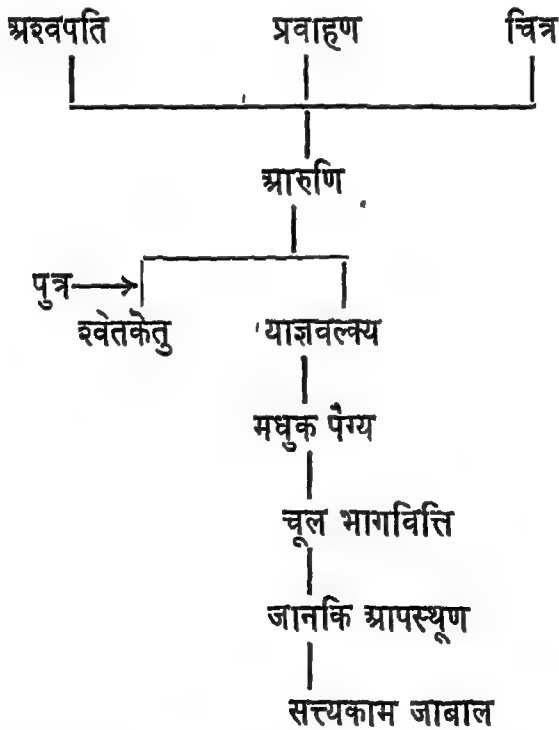 अश्वपति प्रवाहण चित्र
आरुणि
पुत्र
श्वेतकेतु याज्ञवल्क्य
मधुक पैंग्य
चूल भागवित्ति
जानकि आपस्थूण
सत्त्यकाम जाबाल